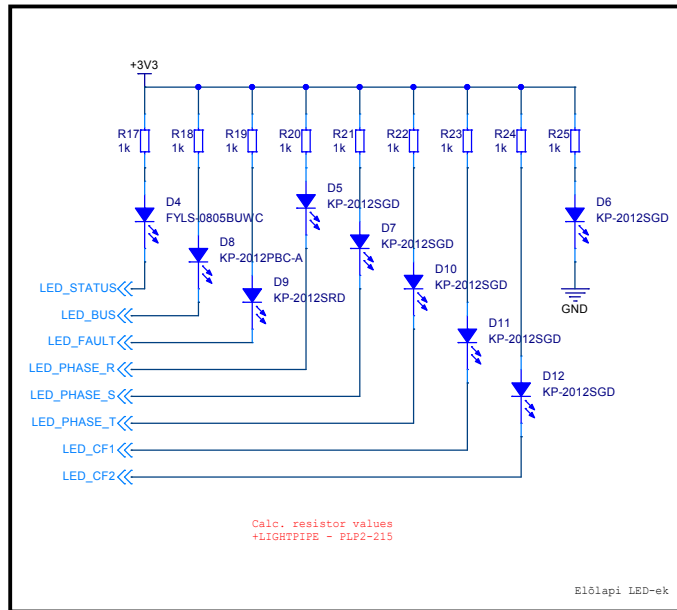 +3V3
R17 R18 R19 R20 R21 R22 R23 R24 R25
1k 1k 1k 1k 1k 1k 1k 1k 1k
D4
FYLS-0805BUWC
D5
KP-2012SGD
D6
KP-2012SGD
D8
KP-2012PBC-A
D7
KP-2012SGD
D9
KP-2012SRD
D10
KP-2012SGD
D11
KP-2012SGD
D12
KP-2012SGD
LED_STATUS
LED_BUS
LED_FAULT
LED_PHASE_R
LED_PHASE_S
LED_PHASE_T
LED_CF1
LED_CF2
GND
Calc. resistor values
+LIGHTPIPE - PLP2-215
Elõlapi LED-ek